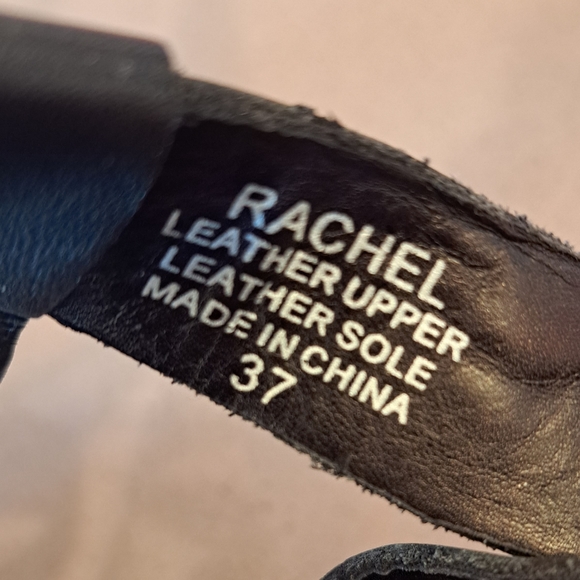 RACHEL
LEATHER UPPER
LEATHER SOLE
MADE IN CHINA
37